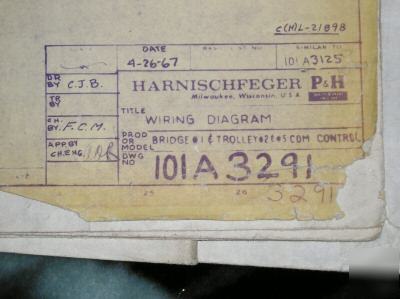 C(H)L-21898
DATE
SIMILAR TO
4-26-67
101A3125
DR BY C.J.B.
HARNISCHFEGER P&H
Milwaukee, Wisconsin, U.S.A.
TR BY
TITLE
WIRING DIAGRAM
CH. BY F.C.M.
PROD OR MODEL BRIDGE #1 & TROLLEY #2 & #5 COM CONTROL
APP. BY CH. ENG.
DWG NO 101A3291
25 26
3291